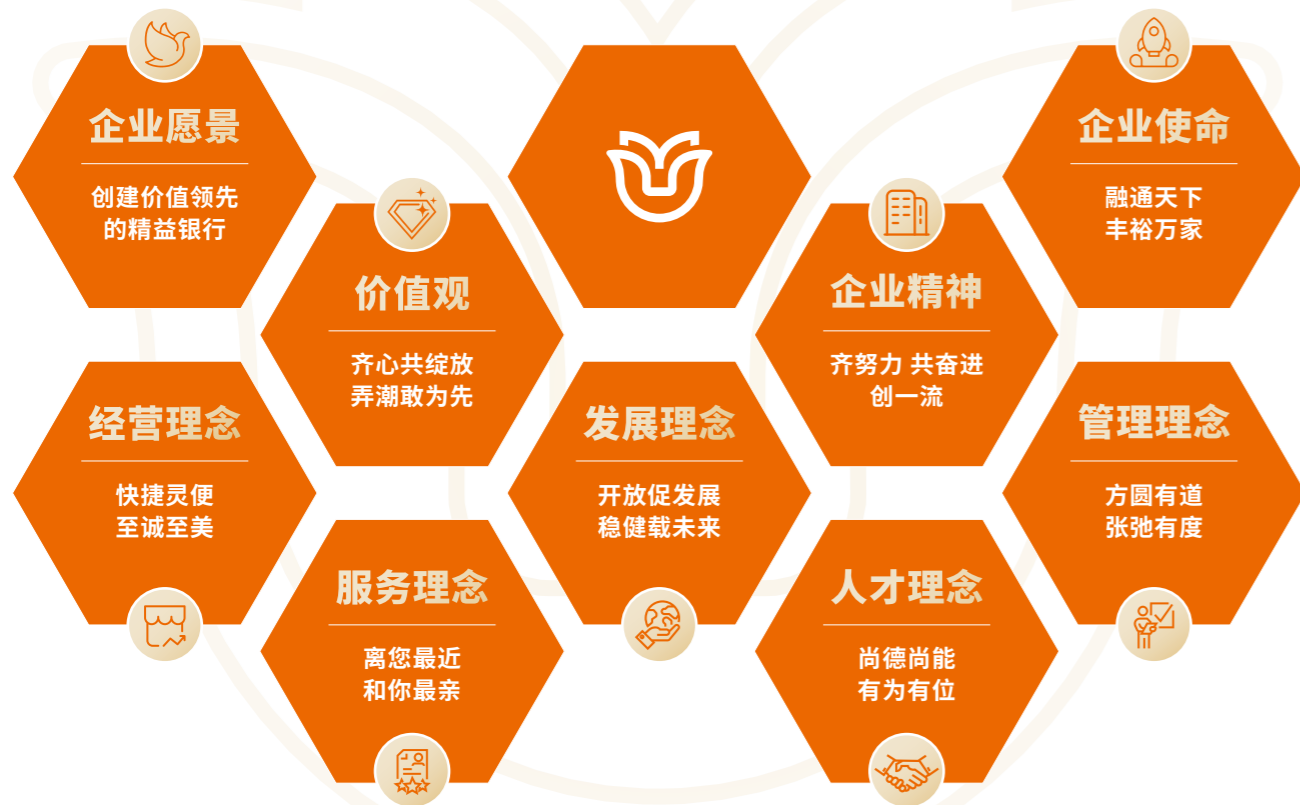 企业愿景
创建价值领先
的精益银行
企业使命
融通天下
丰裕万家
价值观
齐心共绽放
弄潮敢为先
企业精神
齐努力 共奋进
创一流
经营理念
快捷灵便
至诚至美
发展理念
开放促发展
稳健载未来
管理理念
方圆有道
张弛有度
服务理念
离您最近
和你最亲
人才理念
尚德尚能
有为有位